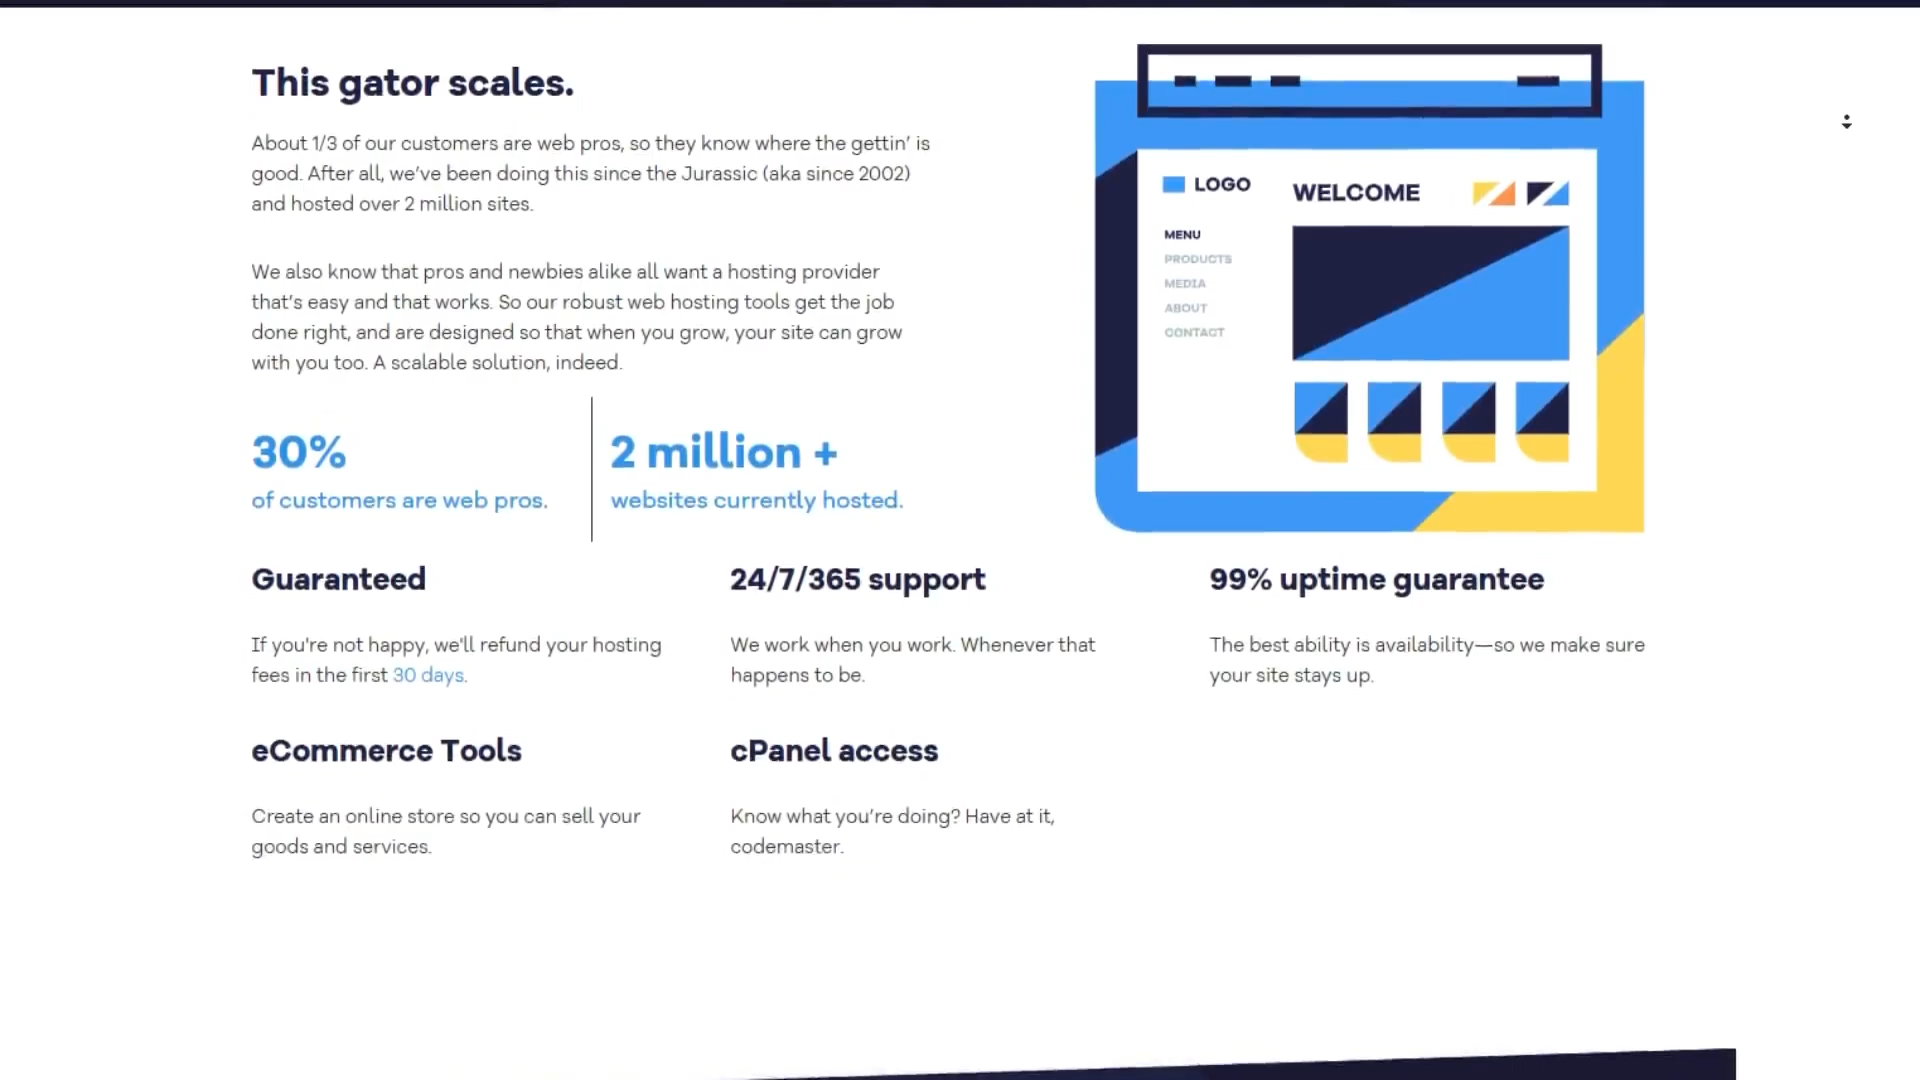 This gator scales.
About 1/3 of our customers are web pros, so they know where the gettin’ is
good. After all, we’ve been doing this since the Jurassic (aka since 2002)
and hosted over 2 million sites.
We also know that pros and newbies alike all want a hosting provider
that’s easy and that works. So our robust web hosting tools get the job
done right, and are designed so that when you grow, your site can grow
with you too. A scalable solution, indeed.
30%
of customers are web pros.
2 million +
websites currently hosted.
LOGO
WELCOME
MENU
PRODUCTS
MEDIA
ABOUT
CONTACT
Guaranteed
If you're not happy, we'll refund your hosting
fees in the first 30 days.
24/7/365 support
We work when you work. Whenever that
happens to be.
99% uptime guarantee
The best ability is availability—so we make sure
your site stays up.
eCommerce Tools
Create an online store so you can sell your
goods and services.
cPanel access
Know what you’re doing? Have at it,
codemaster.